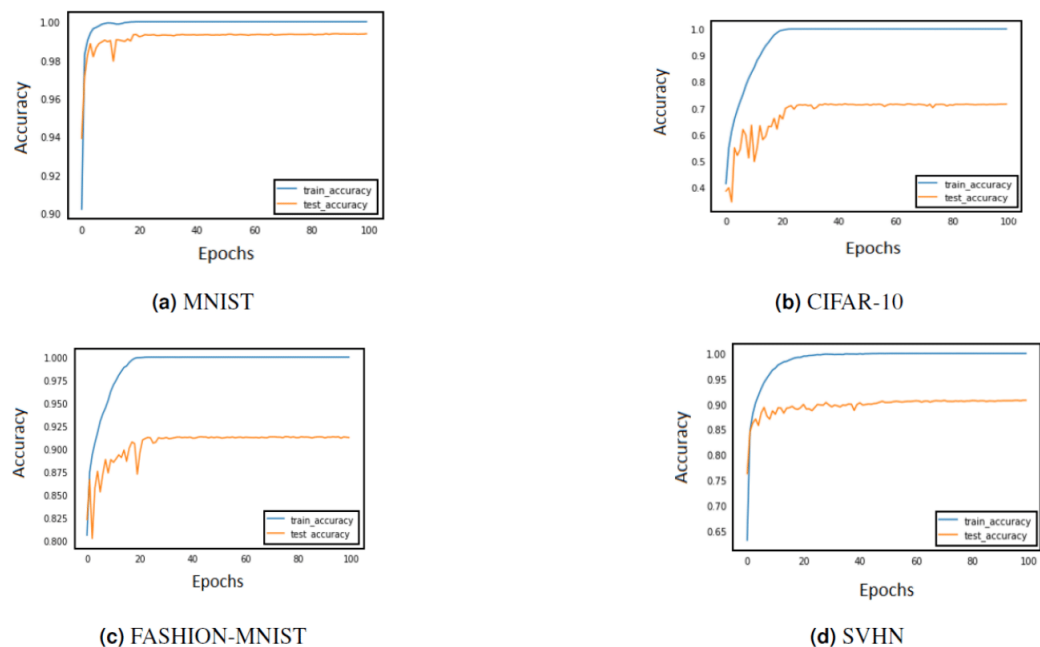 1.00
0.98
0.96
0.94
0.92
0.90
Accuracy
train_accuracy
test_accuracy
0 20 40 60 80 100
Epochs
(a) MNIST
1.0
0.9
0.8
0.7
0.6
0.5
0.4
Accuracy
train_accuracy
test_accuracy
0 20 40 60 80 100
Epochs
(b) CIFAR-10
1.000
0.975
0.950
0.925
0.900
0.875
0.850
0.825
0.800
Accuracy
train_accuracy
test_accuracy
0 20 40 60 80 100
Epochs
(c) FASHION-MNIST
1.00
0.95
0.90
0.85
0.80
0.75
0.70
0.65
Accuracy
train_accuracy
test_accuracy
0 20 40 60 80 100
Epochs
(d) SVHN